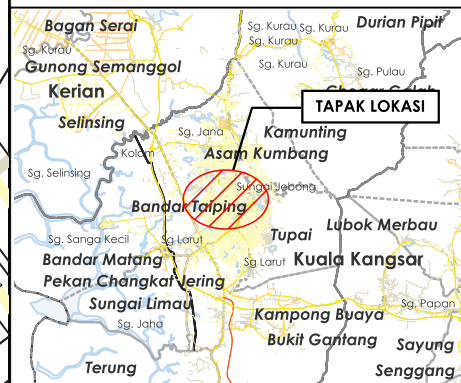 Bagan Serai
Durian Pipit
Sg. Kurau Sg. Kurau
Sg. Kurau
Sg. Kurau
Gunong Semanggol
Sg. Kurau
Sg. Pulau
Kerian
TAPAK LOKASI
Selinsing
Sg. Jana
Kamunting
Kolam
Asam Kumbang
Sg. Selinsing
Sungai Jebong
Bandar Taiping
Lubok Merbau
Sg. Sanga Kecil
Sg Larut
Tupai
Bandar Matang
Sg Larut
Kuala Kangsar
Pekan Changkat Jering
Sungai Limau
Sg. Papan
Sg. Jaha
Kampong Buaya
Bukit Gantang
Sayung
Terung
Senggang